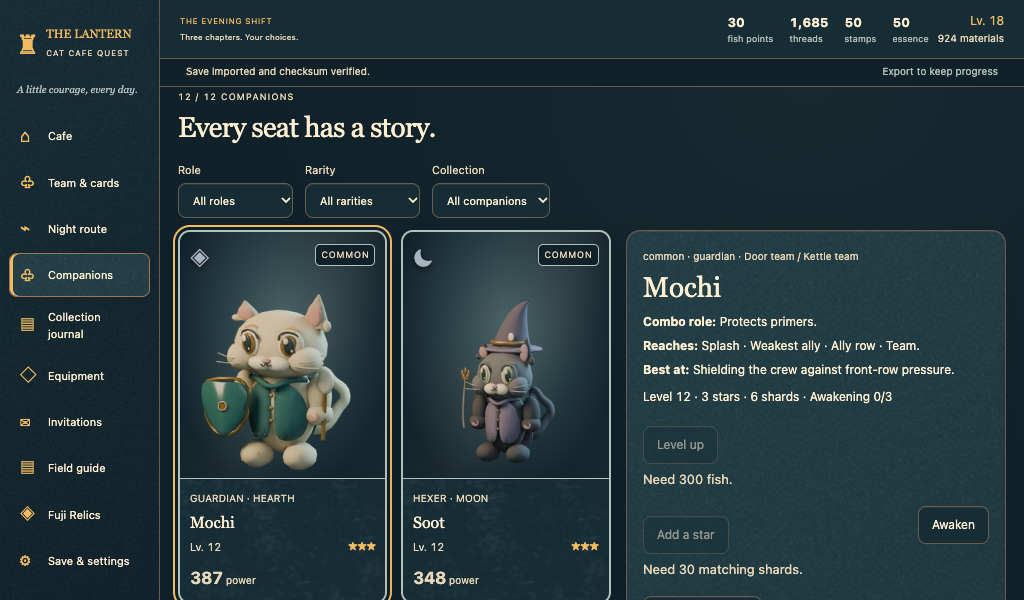 THE LANTERN
CAT CAFE QUEST
A little courage, every day.
Cafe
Team & cards
Night route
Companions
Collection
journal
Equipment
Invitations
Field guide
Fuji Relics
Save & settings
THE EVENING SHIFT
Three chapters. Your choices.
30
fish points
1,685
threads
50
stamps
50
essence
Lv. 18
924 materials
Save imported and checksum verified.
Export to keep progress
12 / 12 COMPANIONS
Every seat has a story.
Role
All roles
Rarity
All rarities
Collection
All companions
COMMON
GUARDIAN · HEARTH
Mochi
Lv. 12
★★★
387 power
COMMON
HEXER · MOON
Soot
Lv. 12
★★★
348 power
common · guardian · Door team / Kettle team
Mochi
Combo role: Protects primers.
Reaches: Splash · Weakest ally · Ally row · Team.
Best at: Shielding the crew against front-row pressure.
Level 12 · 3 stars · 6 shards · Awakening 0/3
Level up
Need 300 fish.
Add a star
Awaken
Need 30 matching shards.